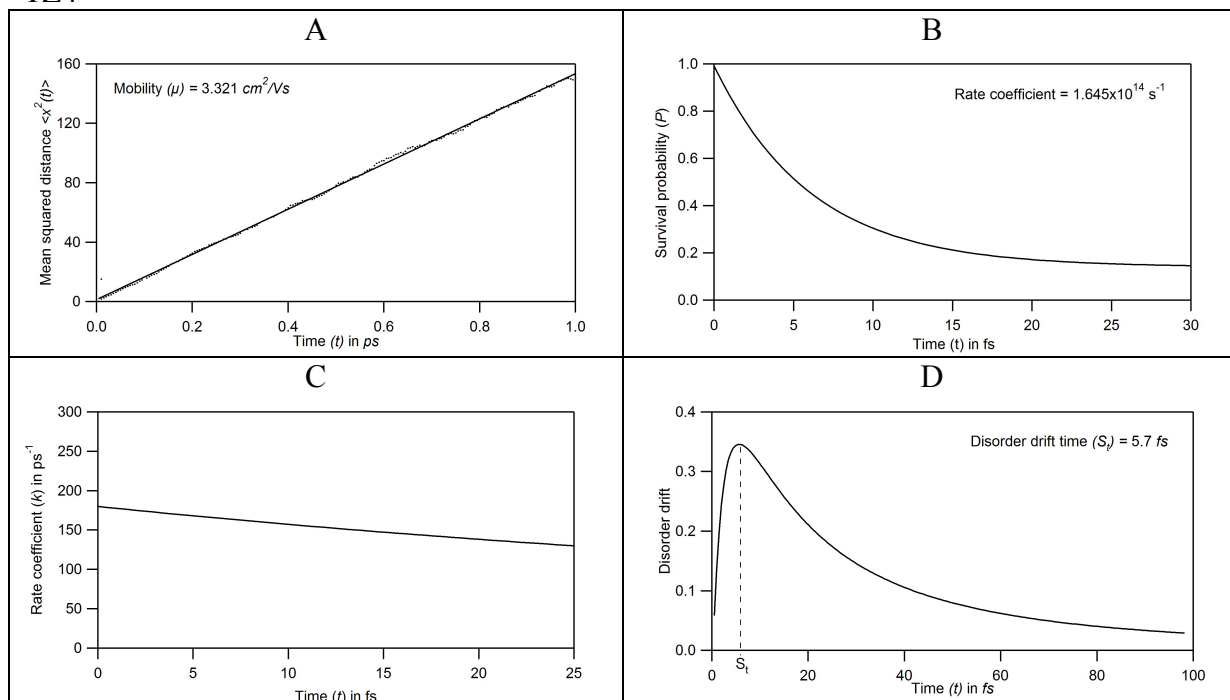 A
Mean squared distance <x²(t)>
Mobility (μ) = 3.321 cm²/Vs
160
120
80
40
0
0.0 0.2 0.4 0.6 0.8 1.0
Time (t) in ps
B
Survival probability (P)
Rate coefficient = 1.645x10¹⁴ s⁻¹
1.0
0.8
0.6
0.4
0.2
0.0
0 5 10 15 20 25 30
Time (t) in fs
C
Rate coefficient (k) in ps⁻¹
300
250
200
150
100
50
0
0 5 10 15 20 25
Time (t) in fs
D
Disorder drift
Disorder drift time (Sₜ) = 5.7 fs
0.4
0.3
0.2
0.1
0.0
0 Sₜ 20 40 60 80 100
Time (t) in fs